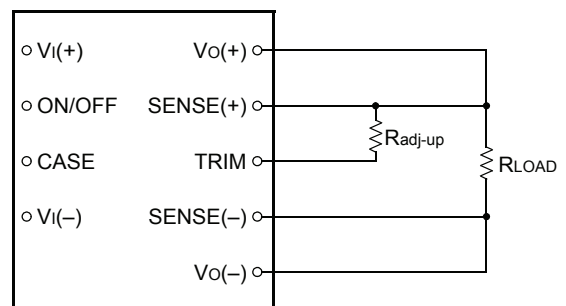 VI(+) VO(+)
ON/OFF SENSE(+)
Radj-up
CASE TRIM
RLOAD
VI(–) SENSE(–)
VO(–)